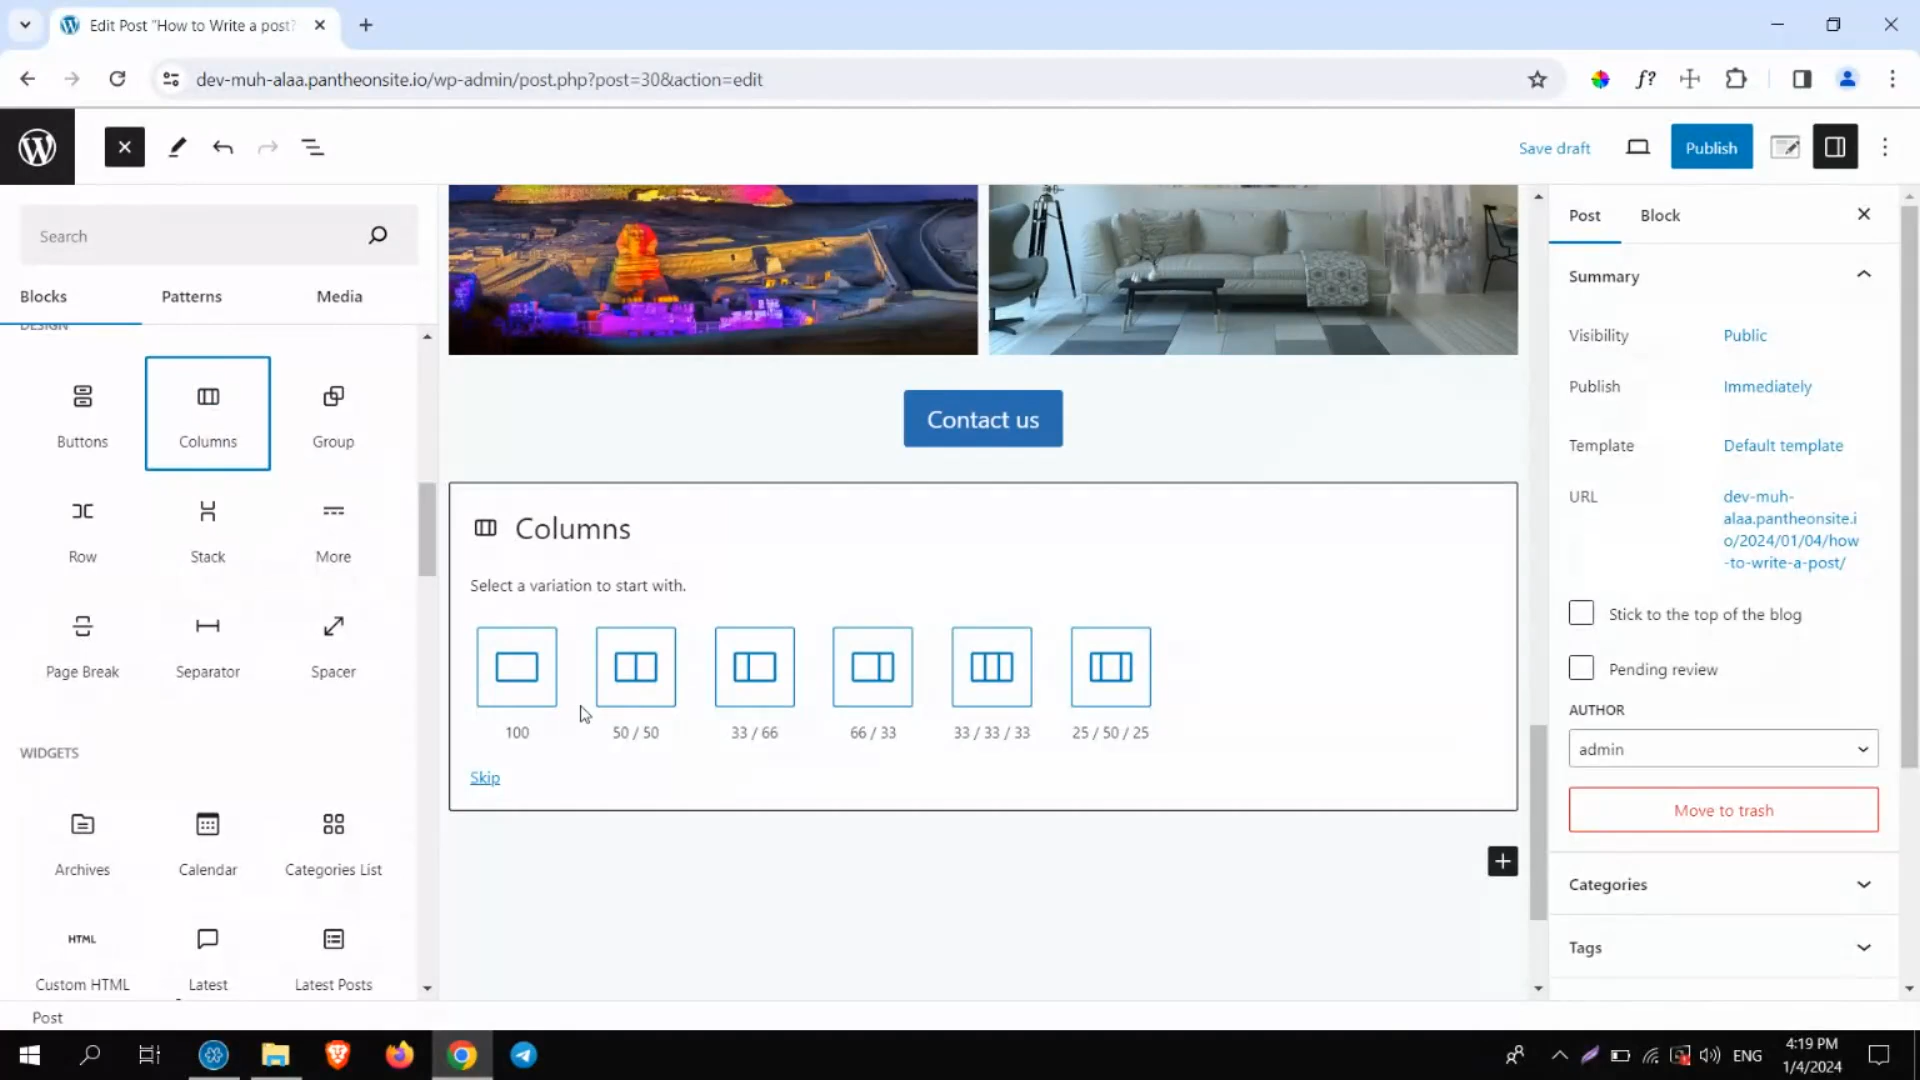 Edit Post "How to Write a post?
dev-muh-alaa.pantheonsite.io/wp-admin/post.php?post=30&action=edit
f?
Save draft
Publish
Search
Blocks
Patterns
Media
DESIGN
Buttons
Columns
Group
Row
Stack
More
Page Break
Separator
Spacer
WIDGETS
Archives
Calendar
Categories List
HTML
Custom HTML
Latest
Latest Posts
Contact us
Columns
Select a variation to start with.
100
50 / 50
33 / 66
66 / 33
33 / 33 / 33
25 / 50 / 25
Skip
Post
Block
Summary
Visibility
Public
Publish
Immediately
Template
Default template
URL
dev-muh-
alaa.pantheonsite.i
o/2024/01/04/how
-to-write-a-post/
Stick to the top of the blog
Pending review
AUTHOR
admin
Move to trash
Categories
Tags
Post
ENG
4:19 PM
1/4/2024